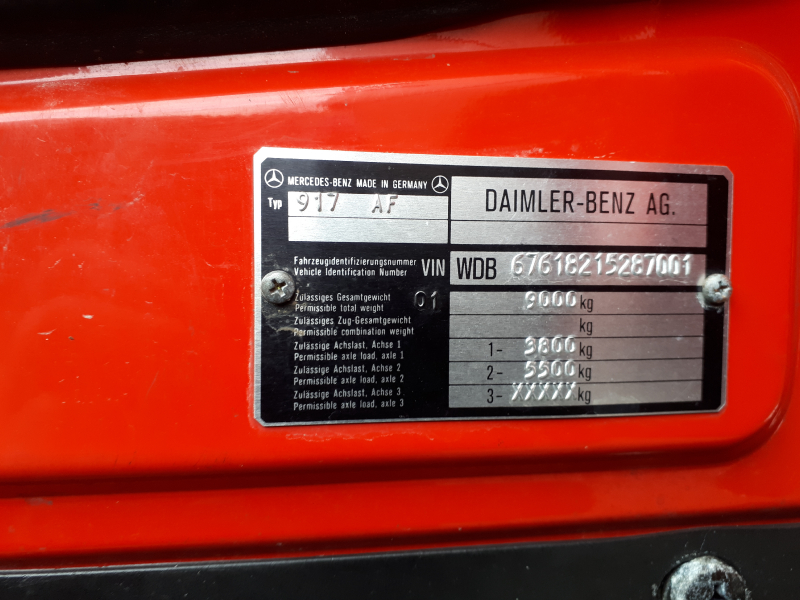 MERCEDES-BENZ MADE IN GERMANY
Typ 917 AF
DAIMLER-BENZ AG.
Fahrzeugidentifizierungsnummer
Vehicle Identification Number VIN WDB 67618215287001
Zulässiges Gesamtgewicht 01 9000 kg
Permissible total weight
Zulässiges Zug-Gesamtgewicht kg
Permissible combination weight
Zulässige Achslast, Achse 1 1- 3800 kg
Permissible axle load, axle 1
Zulässige Achslast, Achse 2 2- 5500 kg
Permissible axle load, axle 2
Zulässige Achslast, Achse 3 3- XXXXX kg
Permissible axle load, axle 3